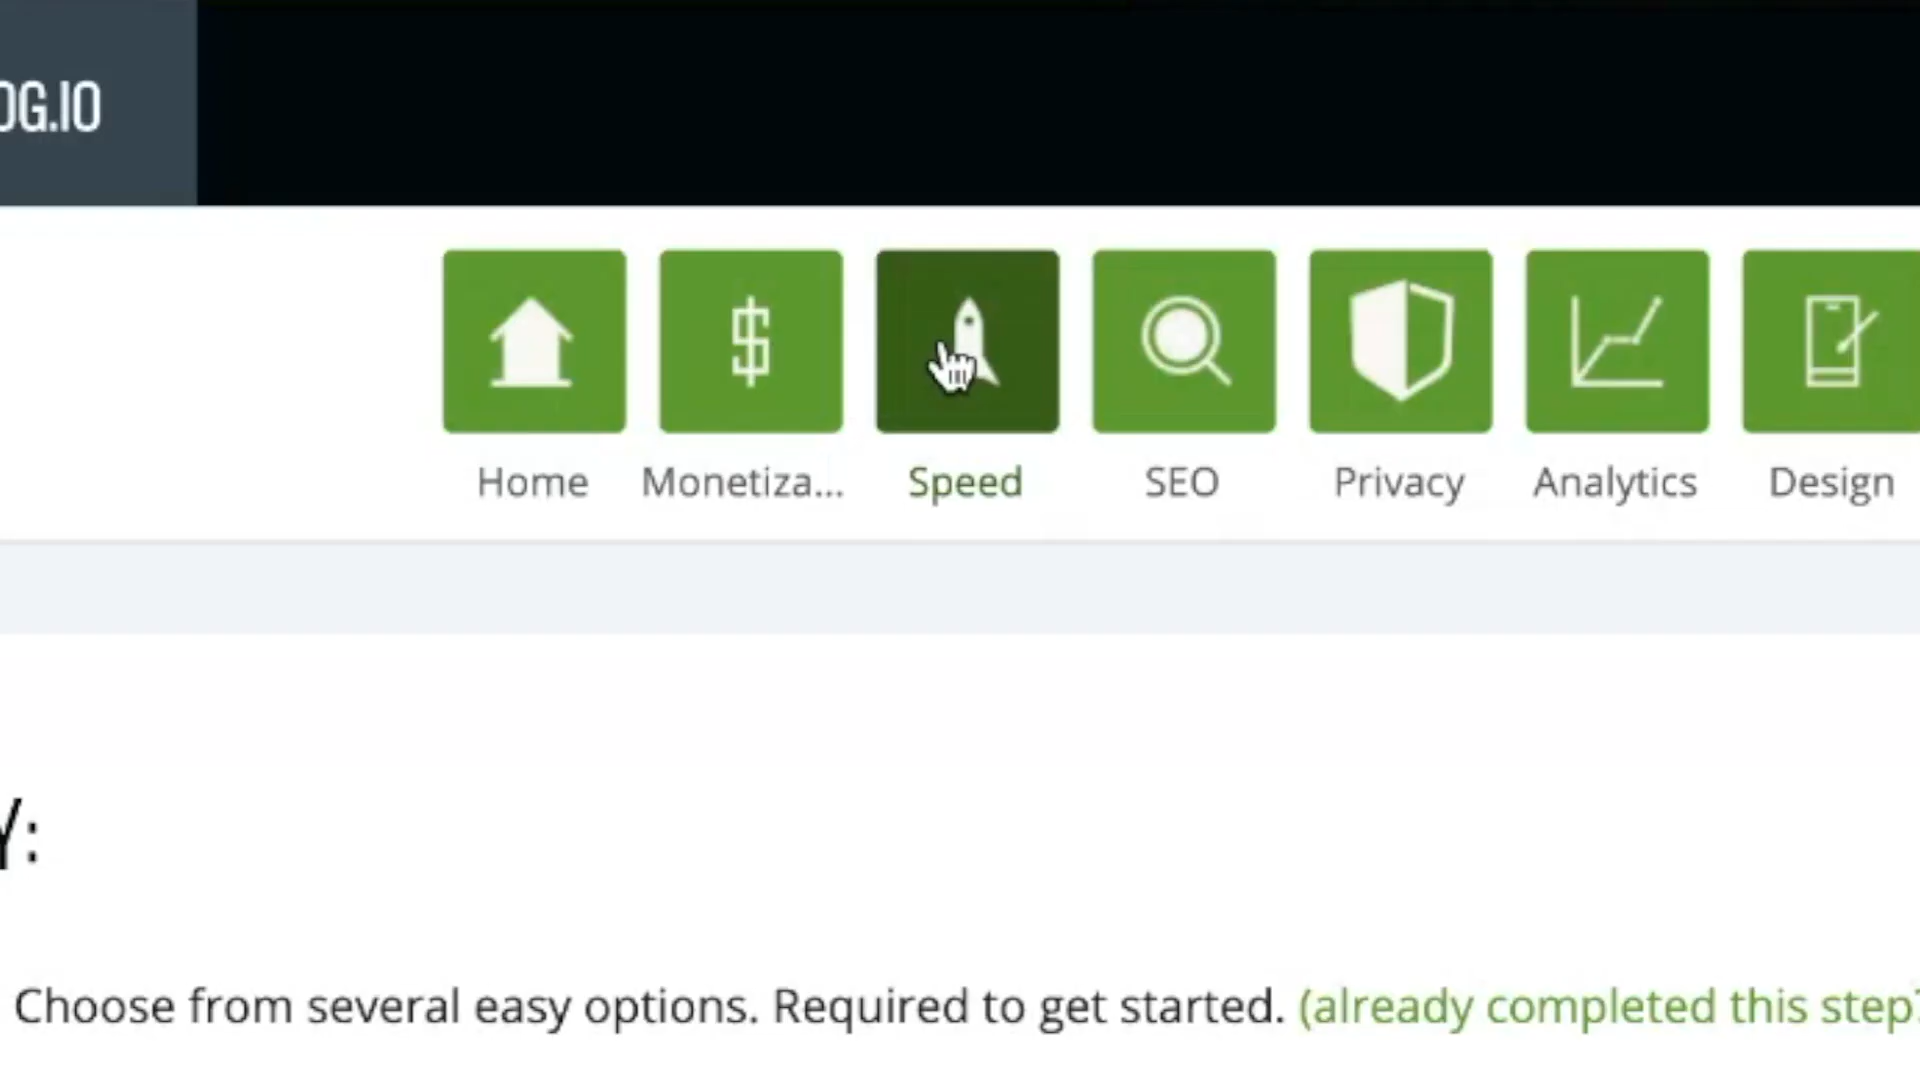 OG.IO
Home Monetiza... Speed SEO Privacy Analytics Design
Y:
Choose from several easy options. Required to get started. (already completed this step?